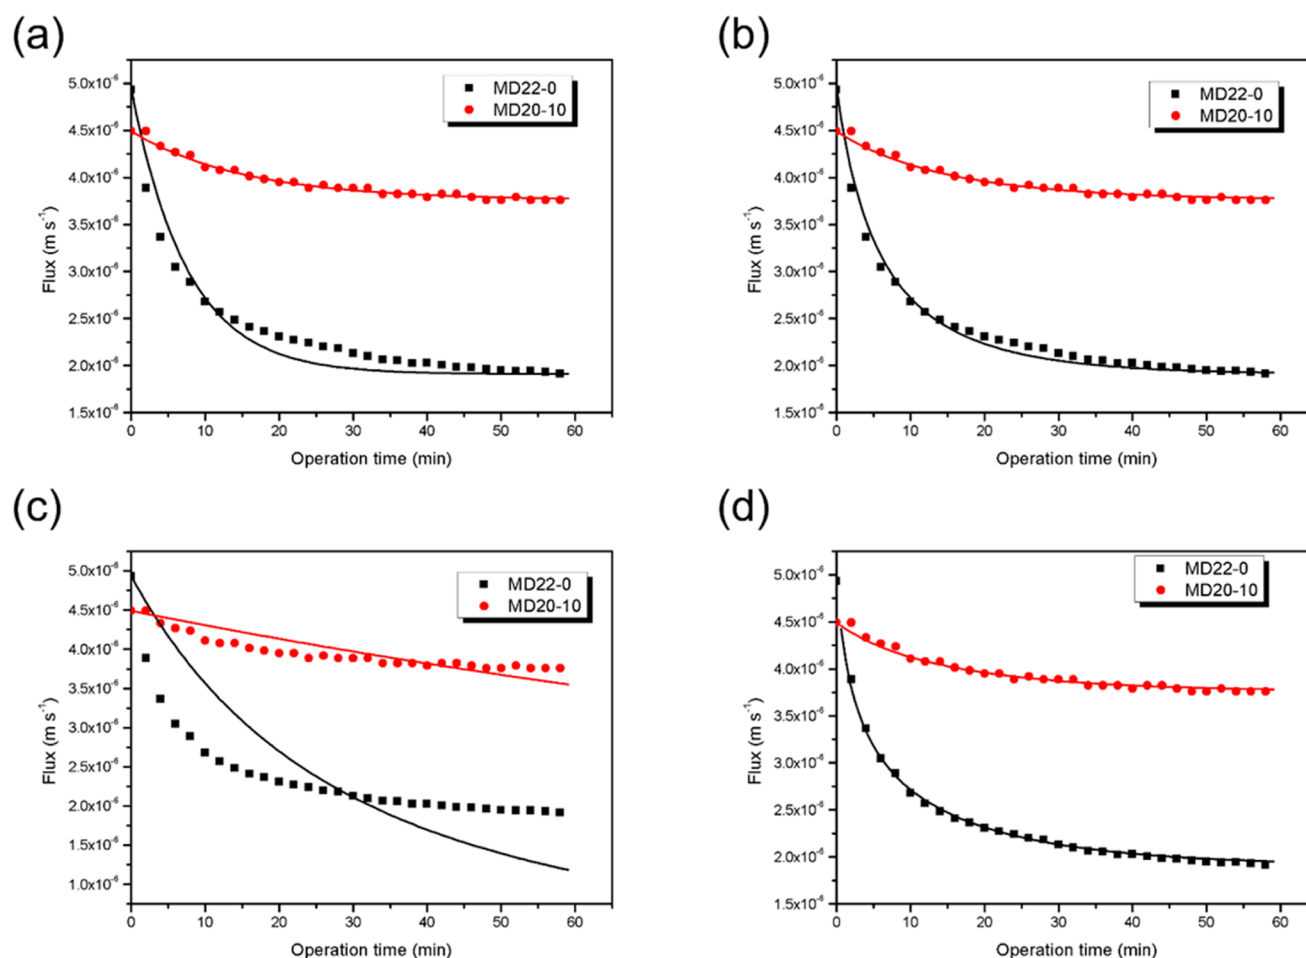 (a)
MD22-0
MD20-10
5.0x10⁻⁶
4.5x10⁻⁶
4.0x10⁻⁶
3.5x10⁻⁶
3.0x10⁻⁶
2.5x10⁻⁶
2.0x10⁻⁶
1.5x10⁻⁶
Flux (m s⁻¹)
0 10 20 30 40 50 60
Operation time (min)
(b)
MD22-0
MD20-10
5.0x10⁻⁶
4.5x10⁻⁶
4.0x10⁻⁶
3.5x10⁻⁶
3.0x10⁻⁶
2.5x10⁻⁶
2.0x10⁻⁶
1.5x10⁻⁶
Flux (m s⁻¹)
0 10 20 30 40 50 60
Operation time (min)
(c)
MD22-0
MD20-10
5.0x10⁻⁶
4.5x10⁻⁶
4.0x10⁻⁶
3.5x10⁻⁶
3.0x10⁻⁶
2.5x10⁻⁶
2.0x10⁻⁶
1.5x10⁻⁶
1.0x10⁻⁶
Flux (m s⁻¹)
0 10 20 30 40 50 60
Operation time (min)
(d)
MD22-0
MD20-10
5.0x10⁻⁶
4.5x10⁻⁶
4.0x10⁻⁶
3.5x10⁻⁶
3.0x10⁻⁶
2.5x10⁻⁶
2.0x10⁻⁶
1.5x10⁻⁶
Flux (m s⁻¹)
0 10 20 30 40 50 60
Operation time (min)